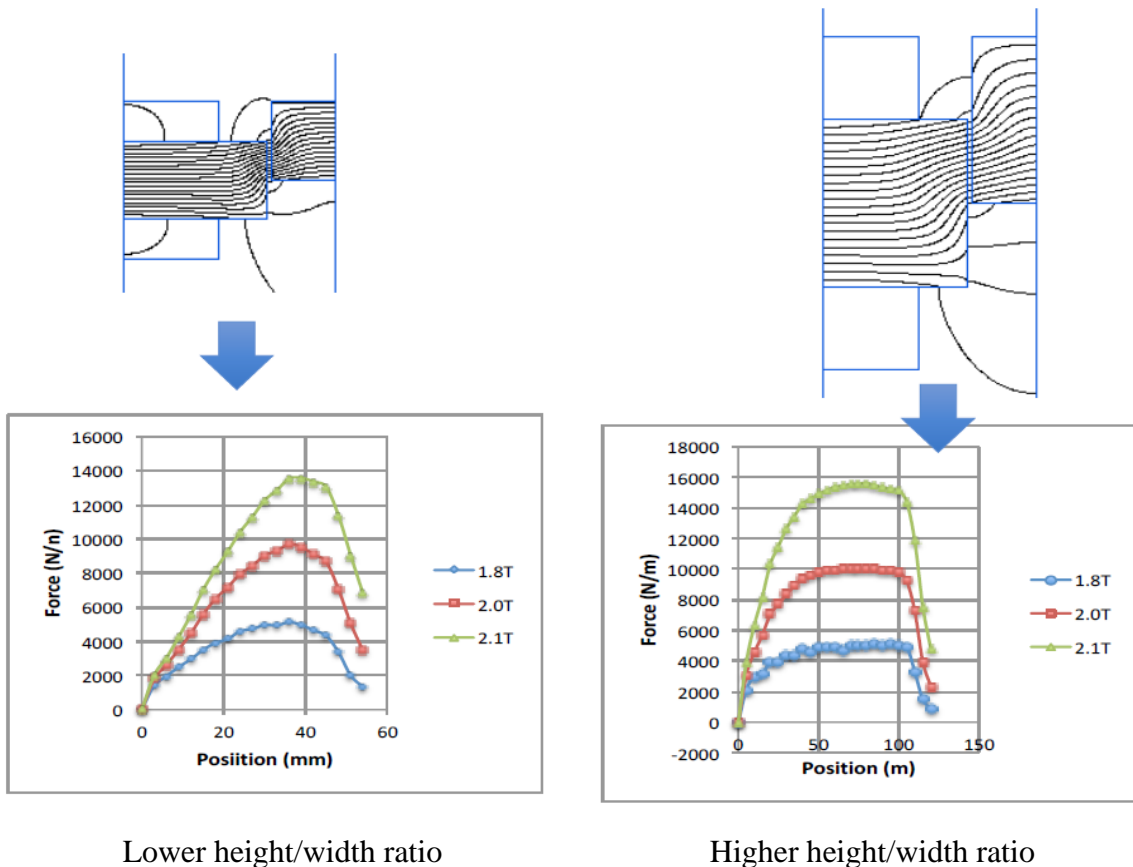 16000
14000
12000
10000
8000
6000
4000
2000
0
Force (N/n)
0 20 40 60
Posiition (mm)
1.8T
2.0T
2.1T
18000
16000
14000
12000
10000
8000
6000
4000
2000
0
-2000
Force (N/m)
0 50 100 150
Position (m)
1.8T
2.0T
2.1T
Lower height/width ratio
Higher height/width ratio